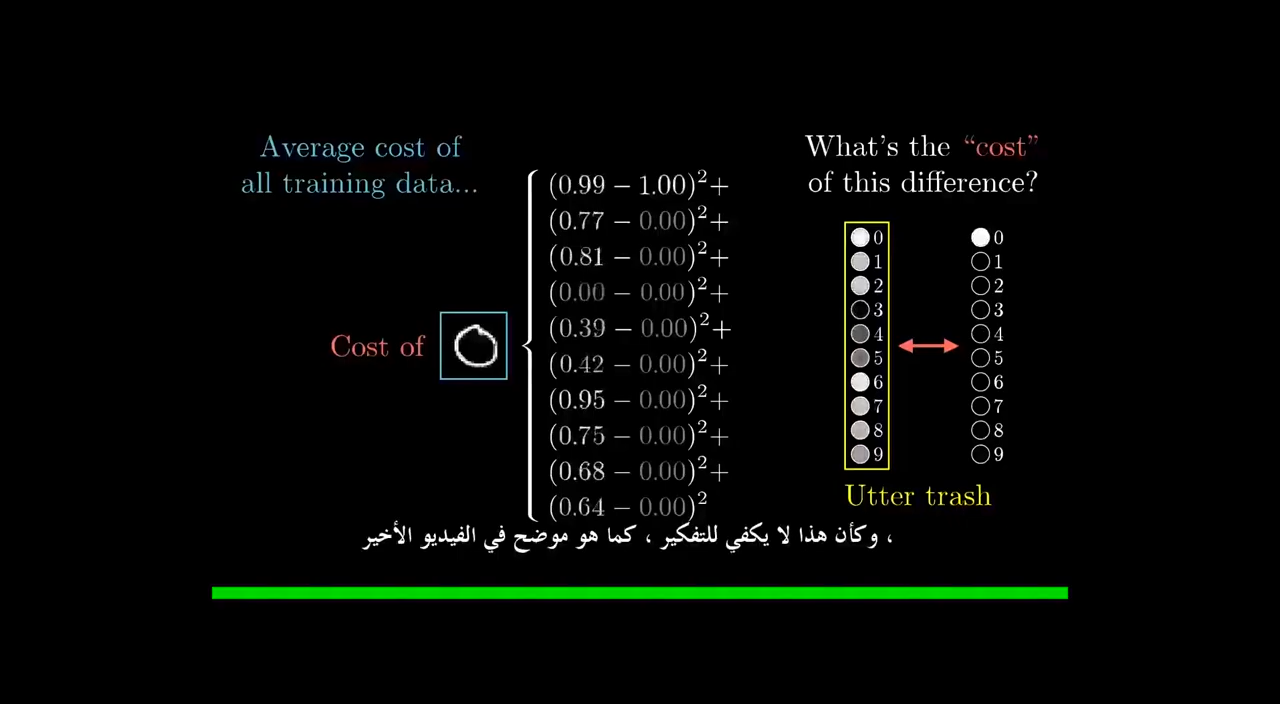 Average cost of
all training data...
Cost of
(0.99 − 1.00)²+
(0.77 − 0.00)²+
(0.81 − 0.00)²+
(0.00 − 0.00)²+
(0.39 − 0.00)²+
(0.42 − 0.00)²+
(0.95 − 0.00)²+
(0.75 − 0.00)²+
(0.68 − 0.00)²+
(0.64 − 0.00)²
What's the “cost”
of this difference?
0 0
1 1
2 2
3 3
4 4
5 5
6 6
7 7
8 8
9 9
Utter trash
، وكأن هذا لا يكفي للتفكير ، كما هو موضح في الفيديو الأخير